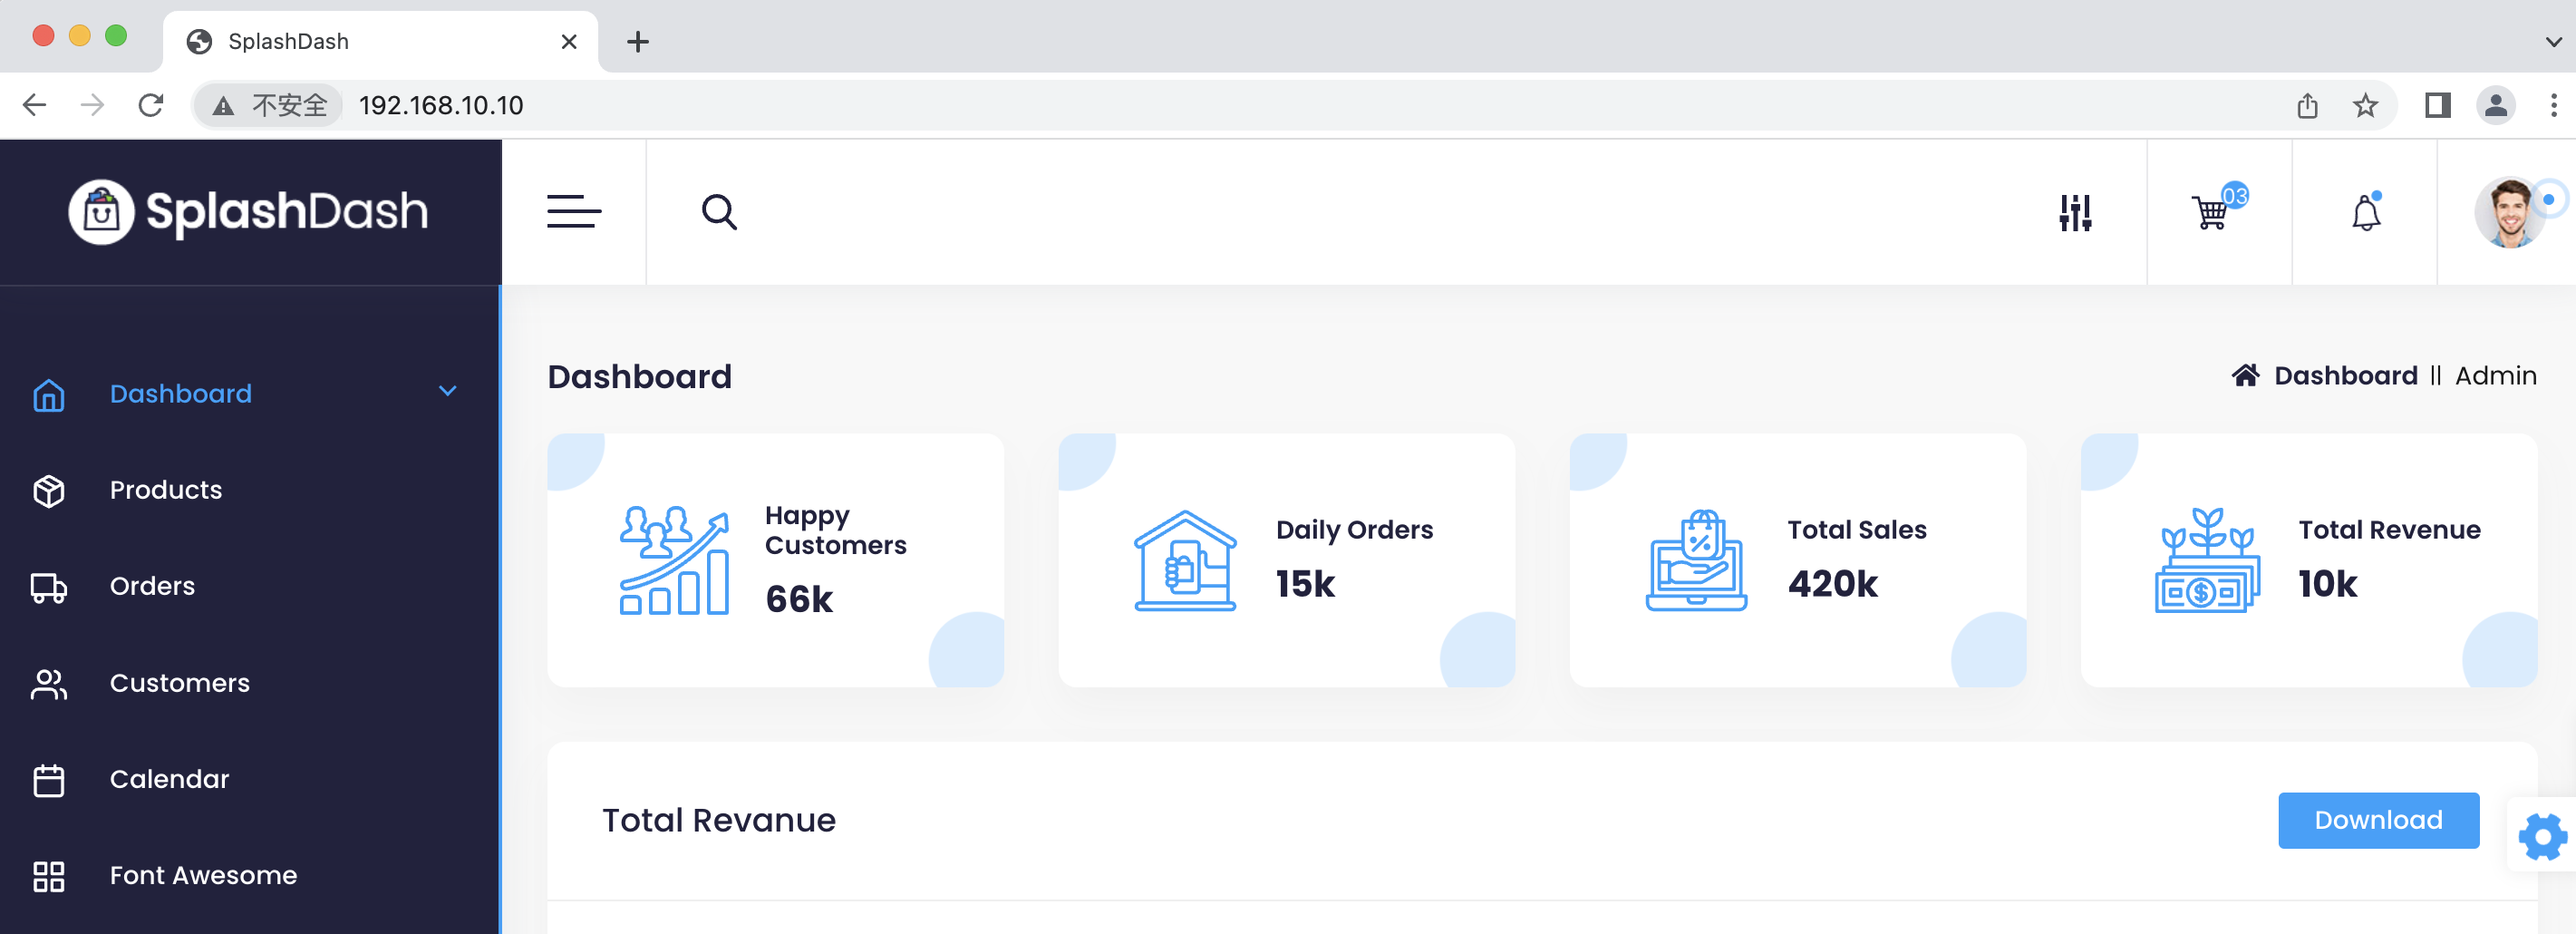 SplashDash
不安全 192.168.10.10
SplashDash
03
Dashboard
Products
Orders
Customers
Calendar
Font Awesome
Dashboard
Dashboard || Admin
Happy
Customers
66k
Daily Orders
15k
Total Sales
420k
Total Revenue
10k
Total Revanue
Download